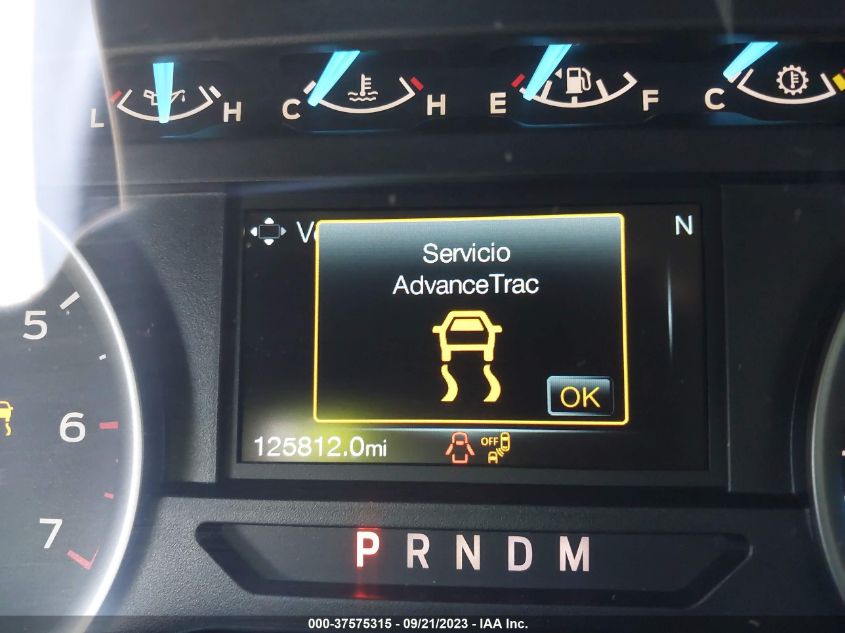 L H C H E F C
V N
Servicio
AdvanceTrac
OK
5
6
7
125812.0mi
OFF
P R N D M
000-37575315 - 09/21/2023 - IAA Inc.